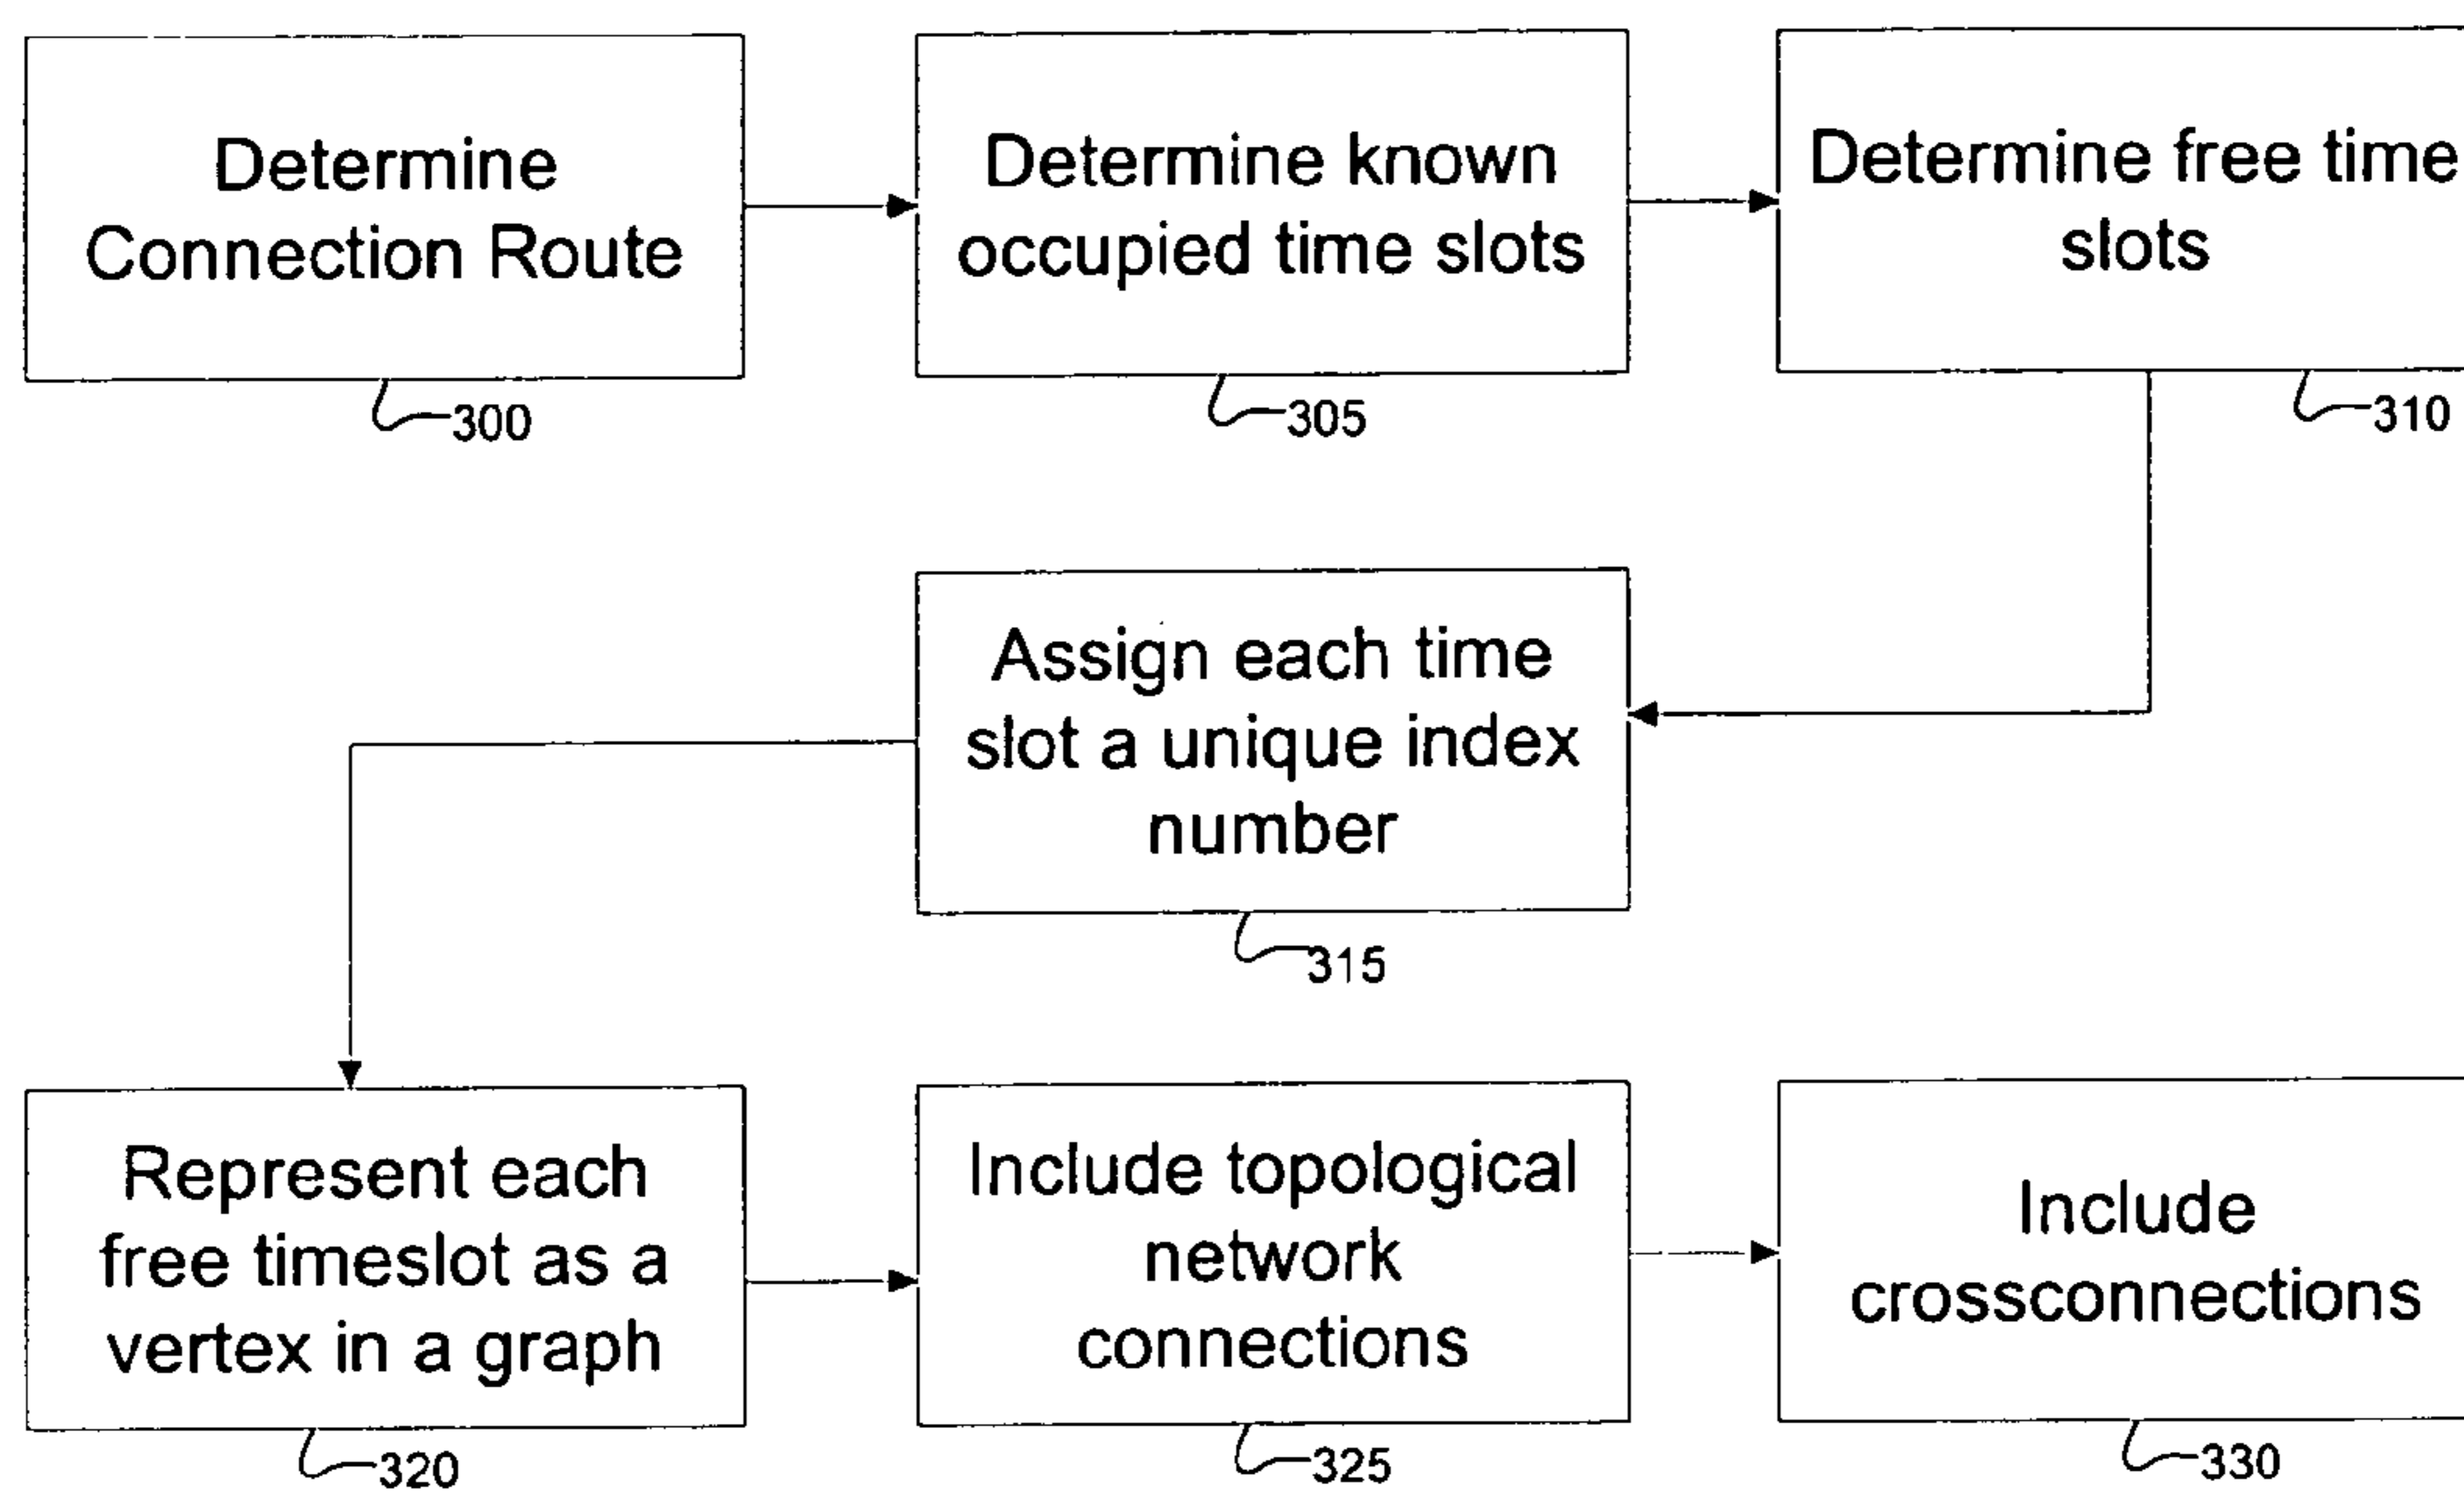 Determine
Connection Route
300
Determine known
occupied time slots
305
Determine free time
slots
310
Assign each time
slot a unique index
number
315
Represent each
free timeslot as a
vertex in a graph
320
Include topological
network
connections
325
Include
crossconnections
330